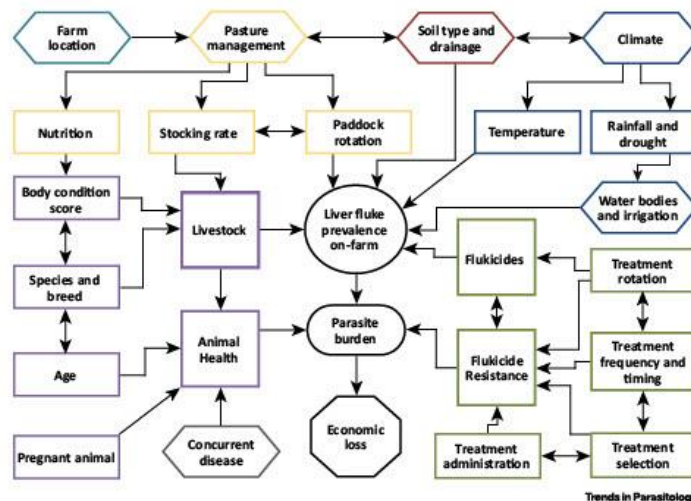 Farm
location
Pasture
management
Soil type and
drainage
Climate
Nutrition
Stocking rate
Paddock
rotation
Temperature
Rainfall and
drought
Body condition
score
Livestock
Liver fluke
prevalence
on-farm
Water bodies
and irrigation
Flukicides
Species and
breed
Treatment
rotation
Animal
Health
Parasite
burden
Flukicide
Resistance
Treatment
frequency and
timing
Age
Pregnant animal
Concurrent
disease
Economic
loss
Treatment
administration
Treatment
selection
Trends in Parasitology